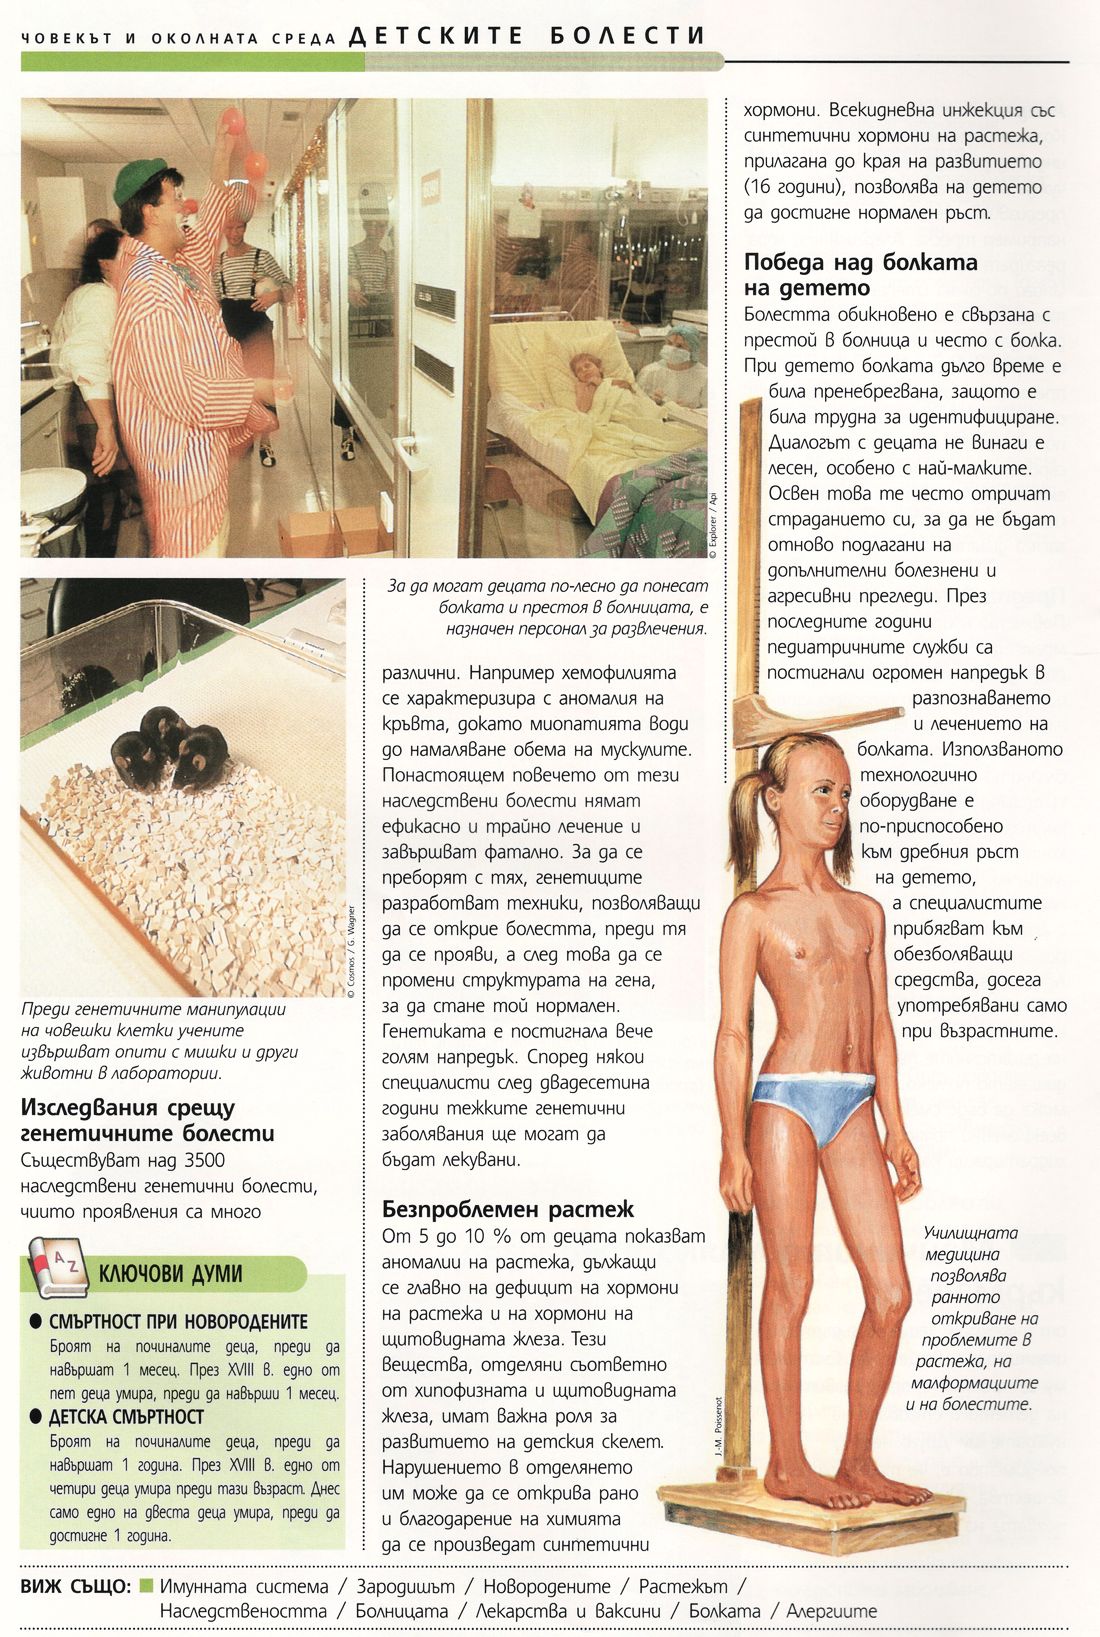 ЧОВЕКЪТ И ОКОЛНАТА СРЕДА ДЕТСКИТЕ БОЛЕСТИ
© Explorer / Api
За да могат децата по-лесно да понесат
болката и престоя в болницата, е
назначен персонал за развлечения.
© Cosmos / G. Wagner
Преди генетичните манипулации
на човешки клетки учените
извършват опити с мишки и други
животни в лаборатории.
Изследвания срещу
генетичните болести
Съществуват над 3500
наследствени генетични болести,
чиито проявления са много
A Z
КЛЮЧОВИ ДУМИ
● СМЪРТНОСТ ПРИ НОВОРОДЕНИТЕ
Броят на починалите деца, преди да
навършат 1 месец. През XVIII в. едно от
пет деца умира, преди да навърши 1 месец.
● ДЕТСКА СМЪРТНОСТ
Броят на починалите деца, преди да
навършат 1 година. През XVIII в. едно от
четири деца умира преди тази възраст. Днес
само едно на двеста деца умира, преди да
достигне 1 година.
различни. Например хемофилията
се характеризира с аномалия на
кръвта, докато миопатията води
до намаляване обема на мускулите.
Понастоящем повечето от тези
наследствени болести нямат
ефикасно и трайно лечение и
завършват фатално. За да се
преборят с тях, генетиците
разработват техники, позволяващи
да се открие болестта, преди тя
да се прояви, а след това да се
промени структурата на гена,
за да стане той нормален.
Генетиката е постигнала вече
голям напредък. Според някои
специалисти след двадесетина
години тежките генетични
заболявания ще могат да
бъдат лекувани.
Безпроблемен растеж
От 5 до 10 % от децата показват
аномалии на растежа, дължащи
се главно на дефицит на хормони
на растежа и на хормони на
щитовидната жлеза. Тези
вещества, отделяни съответно
от хипофизната и щитовидната
жлеза, имат важна роля за
развитието на детския скелет.
Нарушението в отделянето
им може да се открива рано
и благодарение на химията
да се произведат синтетични
хормони. Всекидневна инжекция със
синтетични хормони на растежа,
прилагана до края на развитието
(16 години), позволява на детето
да достигне нормален ръст.
Победа над болката
на детето
Болестта обикновено е свързана с
престой в болница и често с болка.
При детето болката дълго време е
била пренебрегвана, защото е
била трудна за идентифициране.
Диалогът с децата не винаги е
лесен, особено с най-малките.
Освен това те често отричат
страданието си, за да не бъдат
отново подлагани на
допълнителни болезнени и
агресивни прегледи. През
последните години
педиатричните служби са
постигнали огромен напредък в
разпознаването
и лечението на
болката. Използваното
технологично
оборудване е
по-приспособено
към дребния ръст
на детето,
а специалистите
прибягват към
обезболяващи
средства, досега
употребявани само
при възрастните.
Училищната
медицина
позволява
ранното
откриване на
проблемите в
растежа, на
малформациите
и на болестите.
J.-M. Poissenot
ВИЖ СЪЩО: ■ Имунната система / Зародишът / Новородените / Растежът /
Наследствеността / Болницата / Лекарства и ваксини / Болката / Алергиите